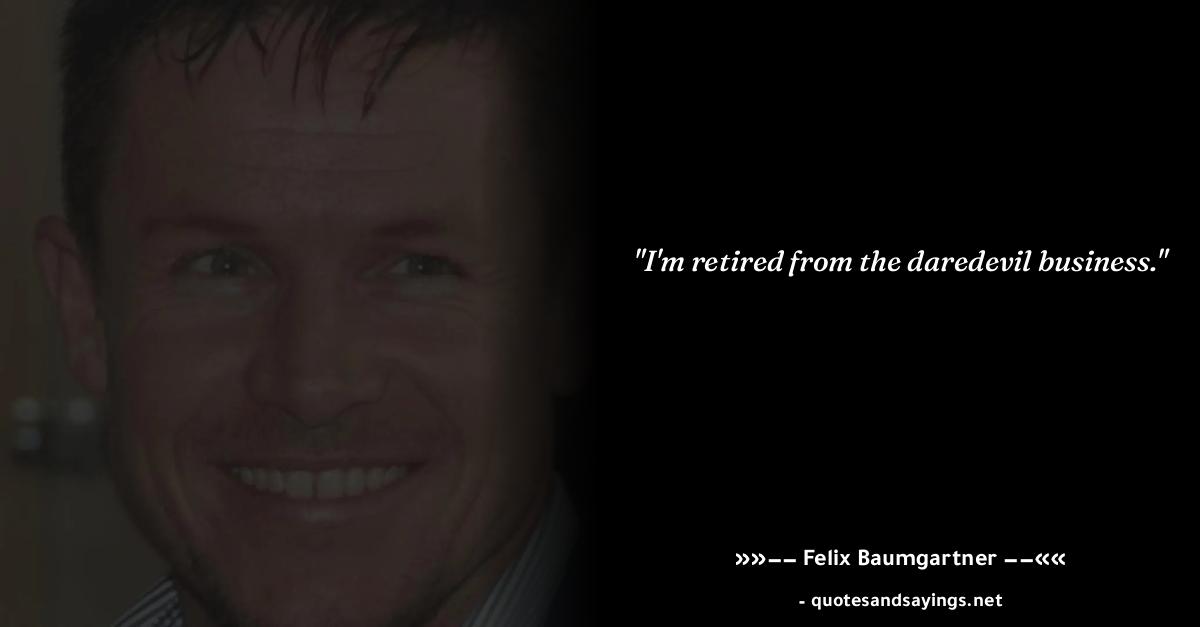 "I'm retired from the daredevil business."
»»–– Felix Baumgartner ––««
- quotesandsayings.net